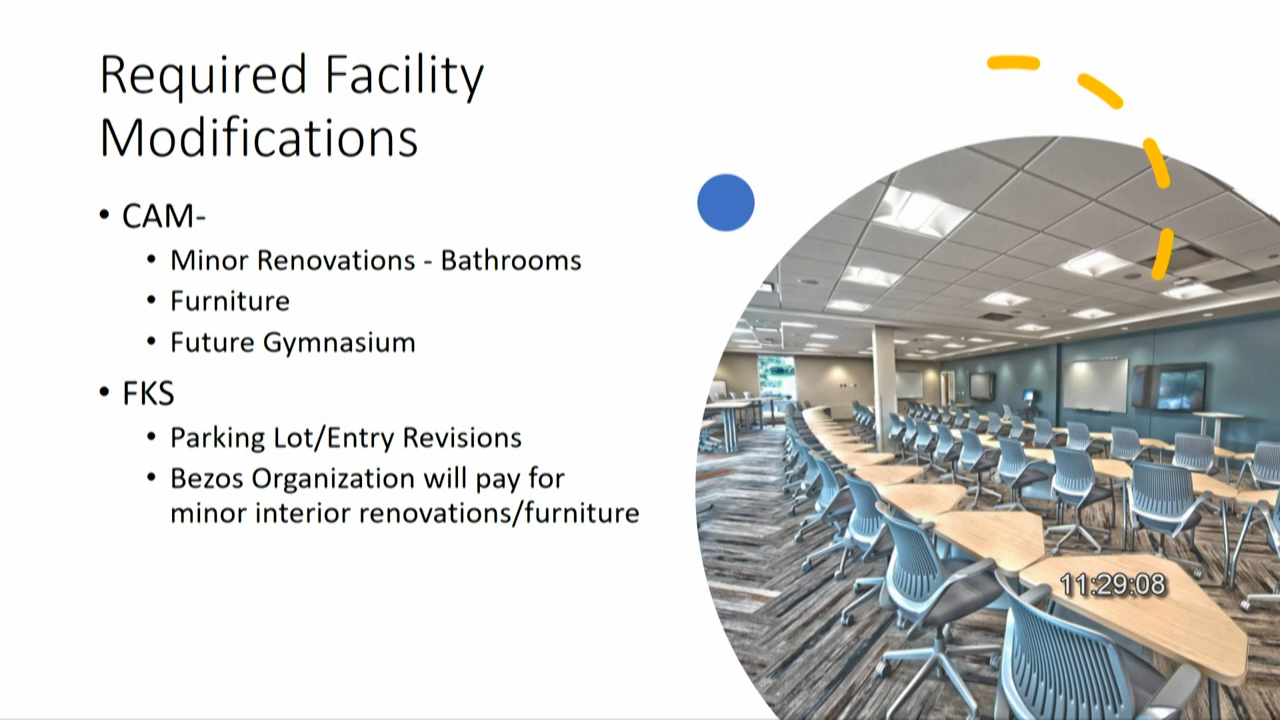 Required Facility
Modifications
• CAM-
• Minor Renovations - Bathrooms
• Furniture
• Future Gymnasium
• FKS
• Parking Lot/Entry Revisions
• Bezos Organization will pay for
minor interior renovations/furniture
11:29:08